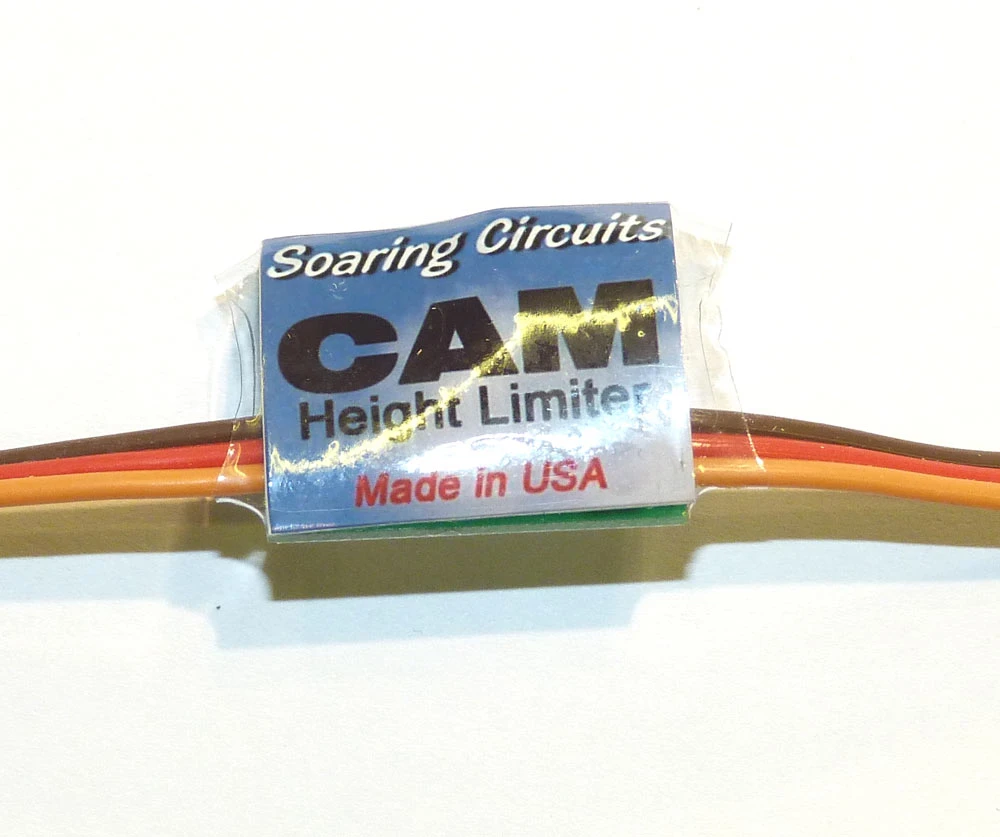 Soaring Circuits
CAM
Height Limiter
Made in USA